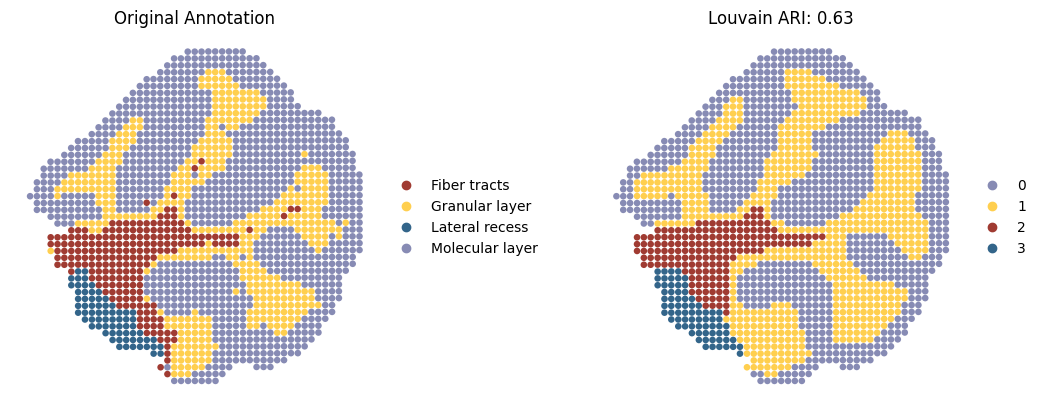 Original Annotation
Louvain ARI: 0.63
Fiber tracts
Granular layer
Lateral recess
Molecular layer
0
1
2
3